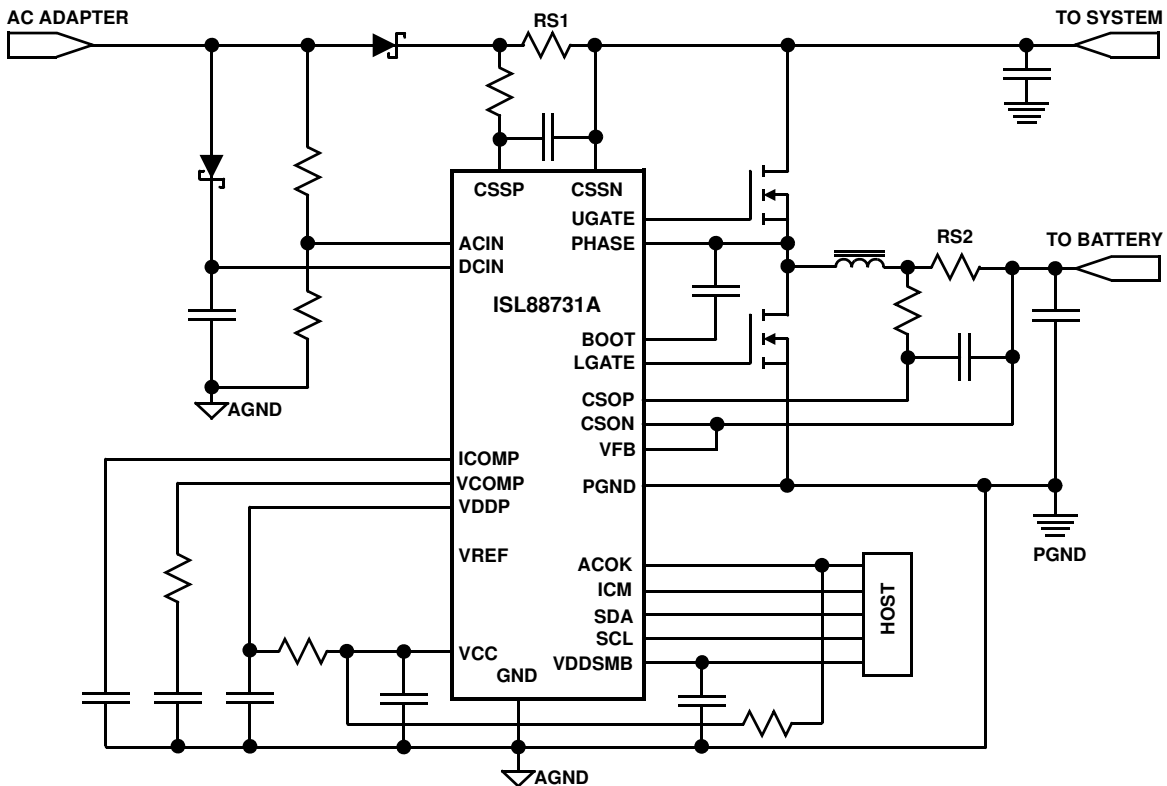 AC ADAPTER
RS1
TO SYSTEM
CSSP
CSSN
UGATE
PHASE
RS2
TO BATTERY
ACIN
DCIN
ISL88731A
BOOT
LGATE
AGND
CSOP
CSON
VFB
ICOMP
VCOMP
PGND
VDDP
VREF
PGND
ACOK
ICM
SDA
HOST
SCL
VCC
VDDSMB
GND
AGND